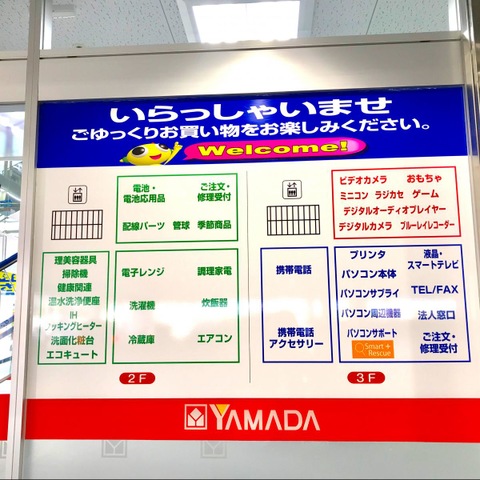 いらっしゃいませ
ごゆっくりお買い物をお楽しみください。
Welcome!
電池・
電池応用品
ご注文・
修理受付
配線パーツ 管球 季節商品
理美容器具
掃除機
健康関連
温水洗浄便座
IH
クッキングヒーター
洗面化粧台
エコキュート
電子レンジ 調理家電
洗濯機 炊飯器
冷蔵庫 エアコン
2F
ビデオカメラ おもちゃ
ミニコン ラジカセ ゲーム
デジタルオーディオプレイヤー
デジタルカメラ ブルーレイレコーダー
携帯電話
携帯電話
アクセサリー
プリンタ
パソコン本体
パソコンサプライ
パソコン周辺機器
パソコンサポート
Smart+
Rescue
液晶・
スマートテレビ
TEL/FAX
法人窓口
ご注文・
修理受付
3F
YAMADA